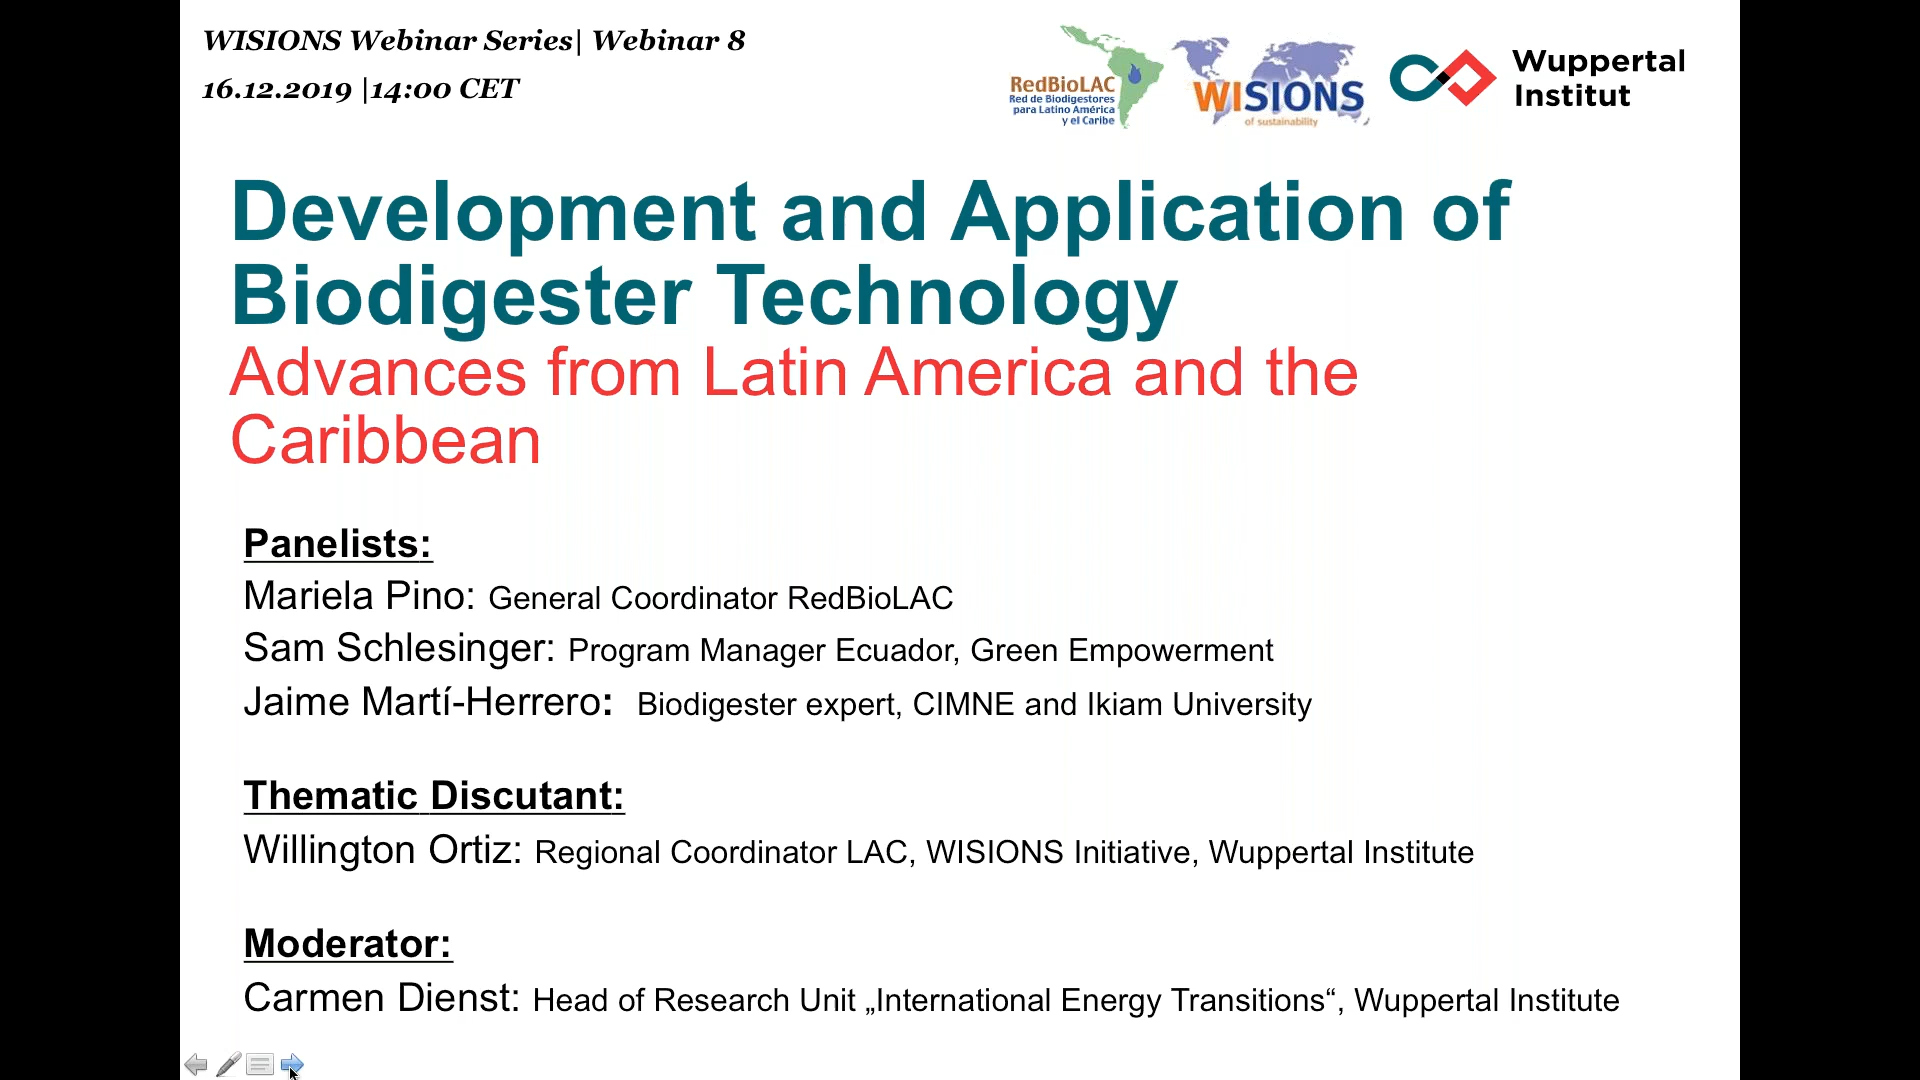 WISIONS Webinar Series| Webinar 8
16.12.2019 |14:00 CET
RedBioLAC
Red de Biodigestores
para Latino América
y el Caribe
WISIONS
of sustainability
Wuppertal
Institut
Development and Application of
Biodigester Technology
Advances from Latin America and the
Caribbean
Panelists:
Mariela Pino: General Coordinator RedBioLAC
Sam Schlesinger: Program Manager Ecuador, Green Empowerment
Jaime Martí-Herrero: Biodigester expert, CIMNE and Ikiam University
Thematic Discutant:
Willington Ortiz: Regional Coordinator LAC, WISIONS Initiative, Wuppertal Institute
Moderator:
Carmen Dienst: Head of Research Unit „International Energy Transitions“, Wuppertal Institute